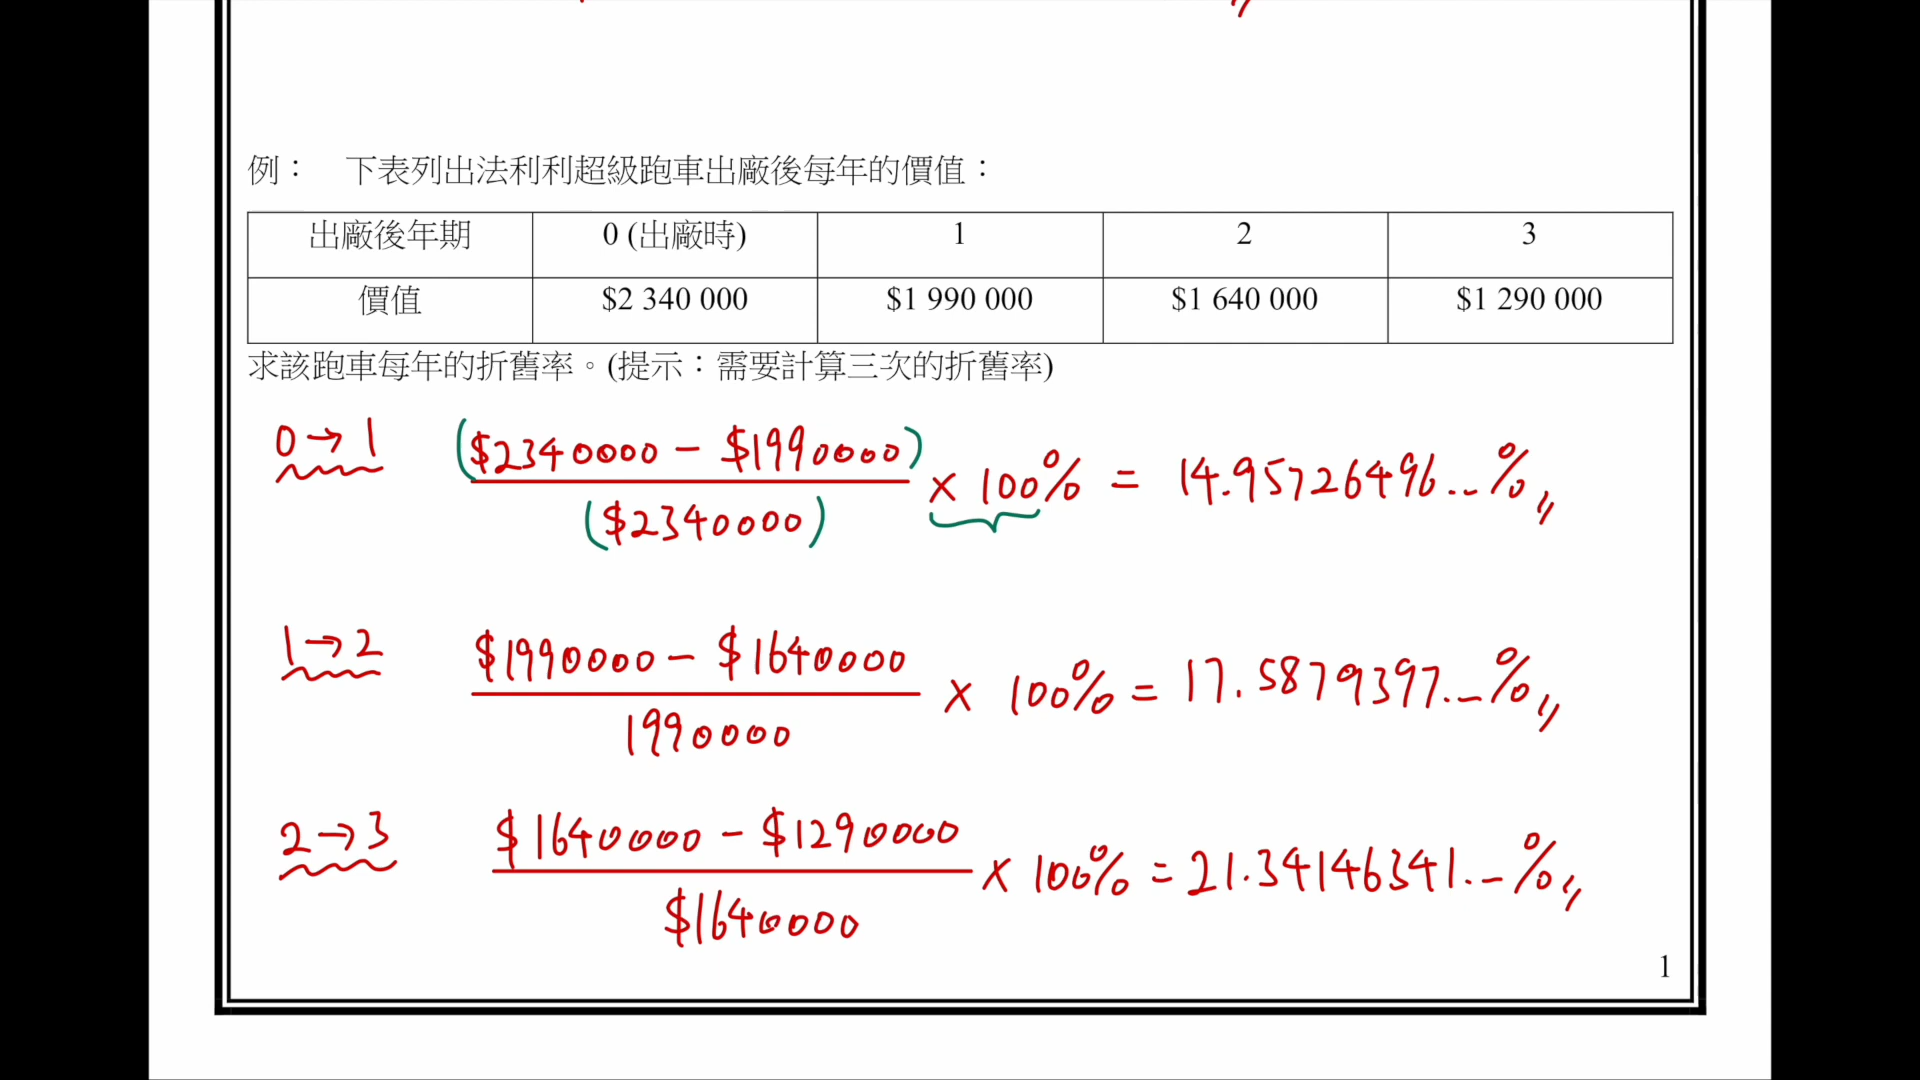 例： 下表列出法利利超級跑車出廠後每年的價值：
出廠後年期 0 (出廠時) 1 2 3
價值 $2 340 000 $1 990 000 $1 640 000 $1 290 000
求該跑車每年的折舊率。(提示：需要計算三次的折舊率)
0→1 ($2340000 - $1990000)
× 100% = 14.95726496...%
($2340000)
1→2 $1990000 - $1640000
× 100% = 17.5879397...%
1990000
2→3 $1640000 - $1290000
× 100% = 21.34146341...%
$1640000
1